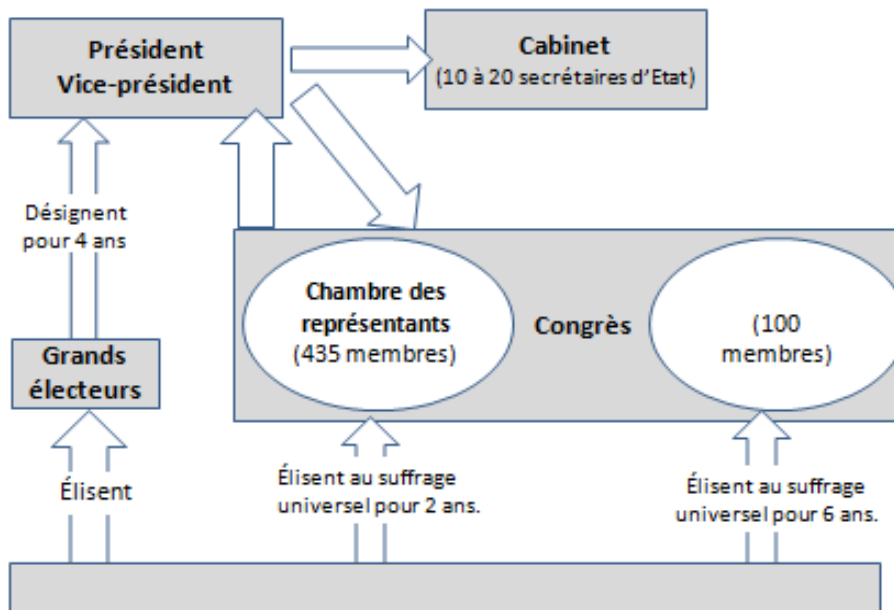 Président
Vice-président
Cabinet
(10 à 20 secrétaires d’Etat)
Désignent
pour 4 ans
Chambre des
représentants
(435 membres)
Congrès
(100
membres)
Grands
électeurs
Élisent
Élisent au suffrage
universel pour 2 ans.
Élisent au suffrage
universel pour 6 ans.